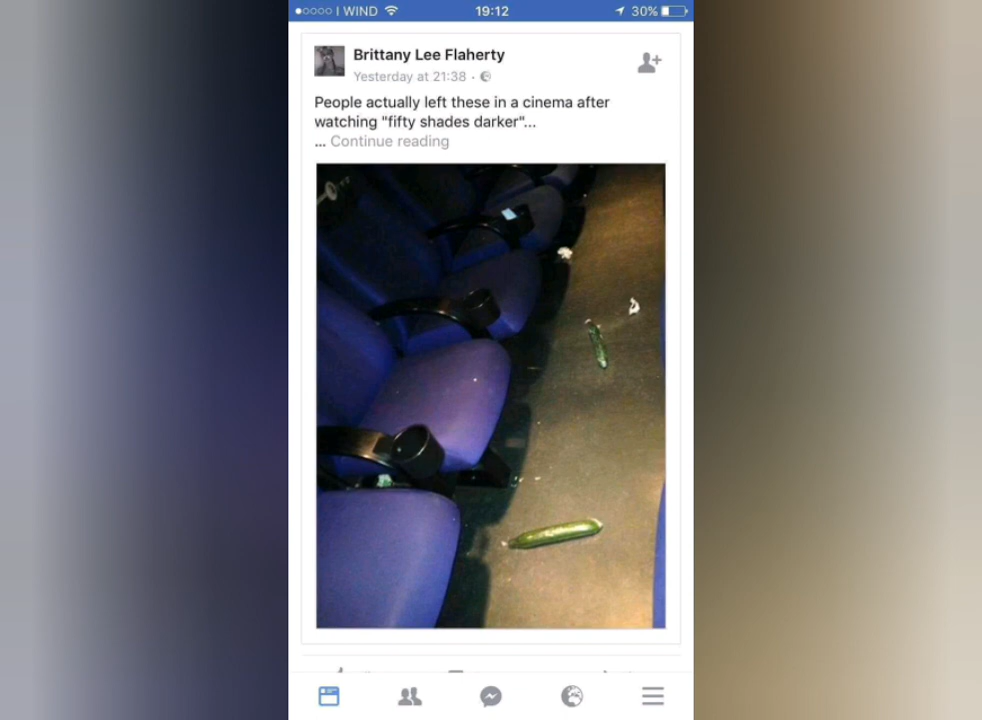 I WIND 19:12 30%
Brittany Lee Flaherty
Yesterday at 21:38 ·
People actually left these in a cinema after
watching "fifty shades darker"...
... Continue reading